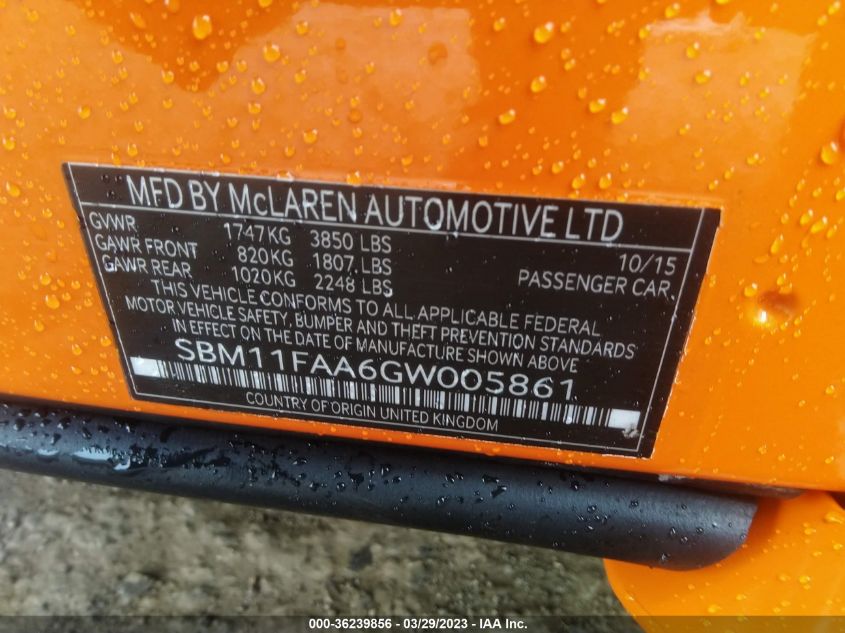 MFD BY McLAREN AUTOMOTIVE LTD
GVWR 1747KG 3850 LBS 10/15
GAWR FRONT 820KG 1807 LBS PASSENGER CAR
GAWR REAR 1020KG 2248 LBS
THIS VEHICLE CONFORMS TO ALL APPLICABLE FEDERAL
MOTOR VEHICLE SAFETY, BUMPER AND THEFT PREVENTION STANDARDS
IN EFFECT ON THE DATE OF MANUFACTURE SHOWN ABOVE
SBM11FAA6GW005861
COUNTRY OF ORIGIN UNITED KINGDOM
000-36239856 - 03/29/2023 - IAA Inc.